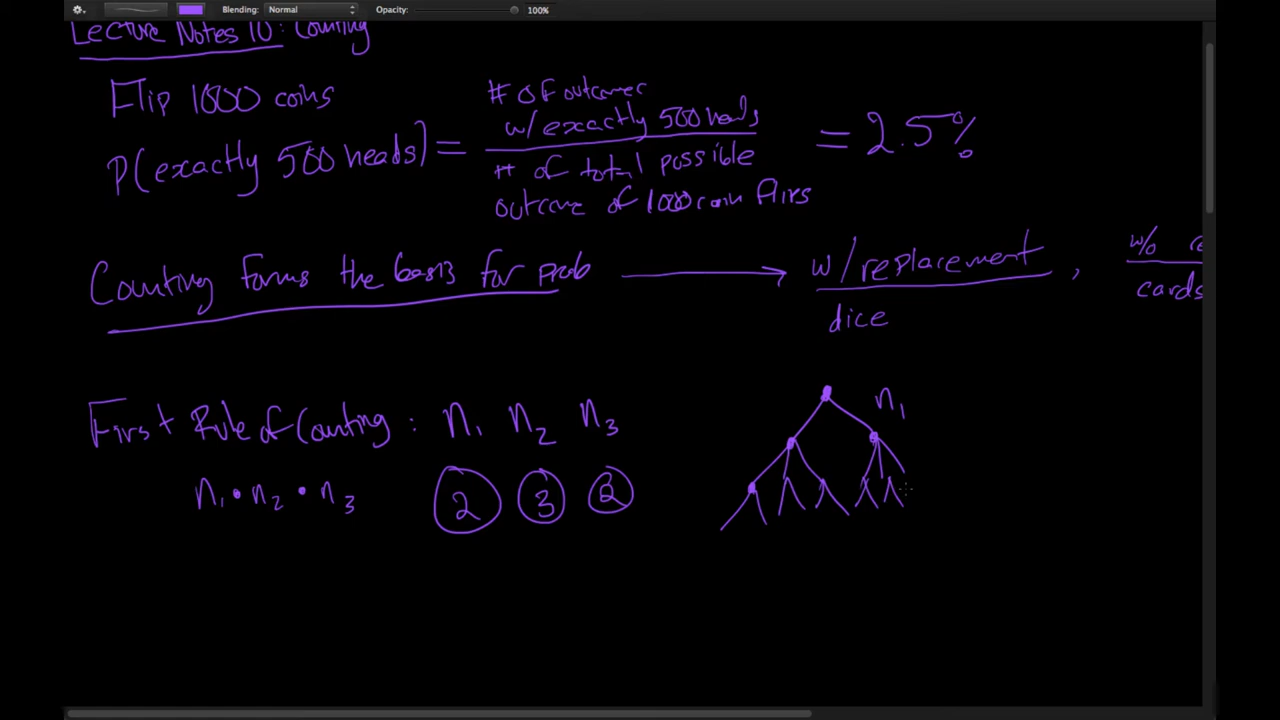 Blending: Normal Opacity: 100%
Lecture Notes 10: Counting
Flip 1000 coins
P(exactly 500 heads) = # of outcomes w/ exactly 500 heads / # of total possible outcome of 1000 coin flips = 2.5%
Counting forms the basis for prob → w/ replacement, w/o re
dice cards
First Rule of Counting: n1 n2 n3
n1 • n2 • n3 2 3 2
n1